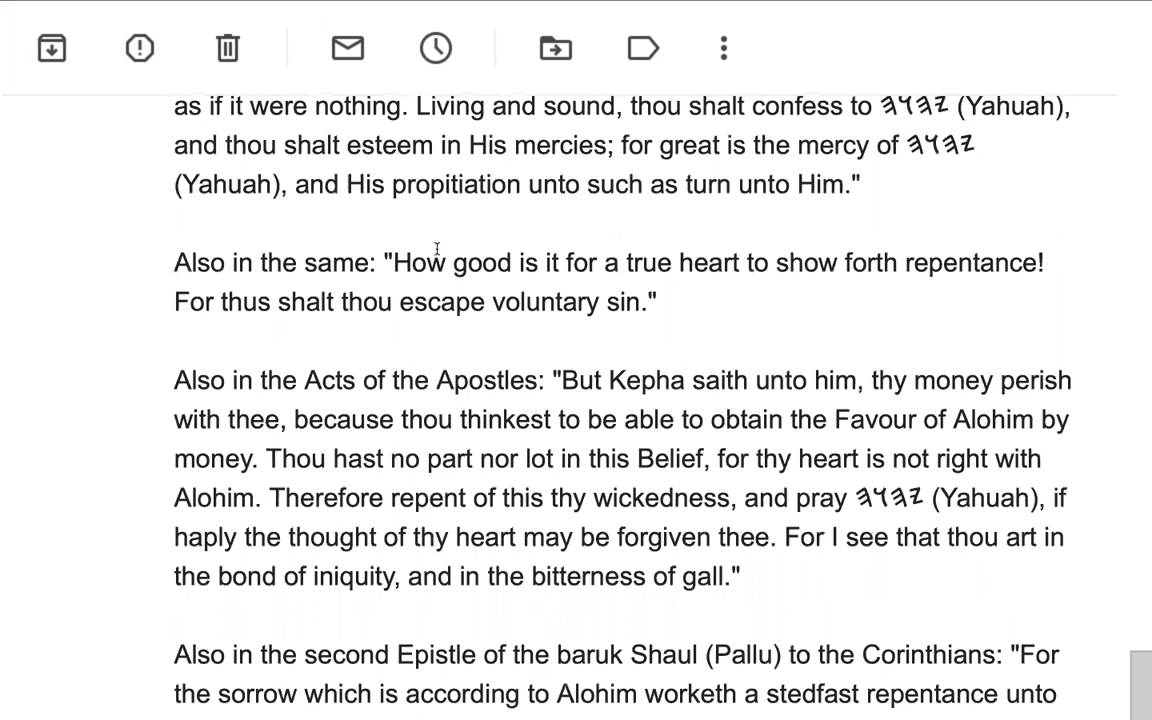 as if it were nothing. Living and sound, thou shalt confess to 𐤉𐤄𐤅𐤄 (Yahuah),
and thou shalt esteem in His mercies; for great is the mercy of 𐤉𐤄𐤅𐤄
(Yahuah), and His propitiation unto such as turn unto Him."
Also in the same: "How good is it for a true heart to show forth repentance!
For thus shalt thou escape voluntary sin."
Also in the Acts of the Apostles: "But Kepha saith unto him, thy money perish
with thee, because thou thinkest to be able to obtain the Favour of Alohim by
money. Thou hast no part nor lot in this Belief, for thy heart is not right with
Alohim. Therefore repent of this thy wickedness, and pray 𐤉𐤄𐤅𐤄 (Yahuah), if
haply the thought of thy heart may be forgiven thee. For I see that thou art in
the bond of iniquity, and in the bitterness of gall."
Also in the second Epistle of the baruk Shaul (Pallu) to the Corinthians: "For
the sorrow which is according to Alohim worketh a stedfast repentance unto